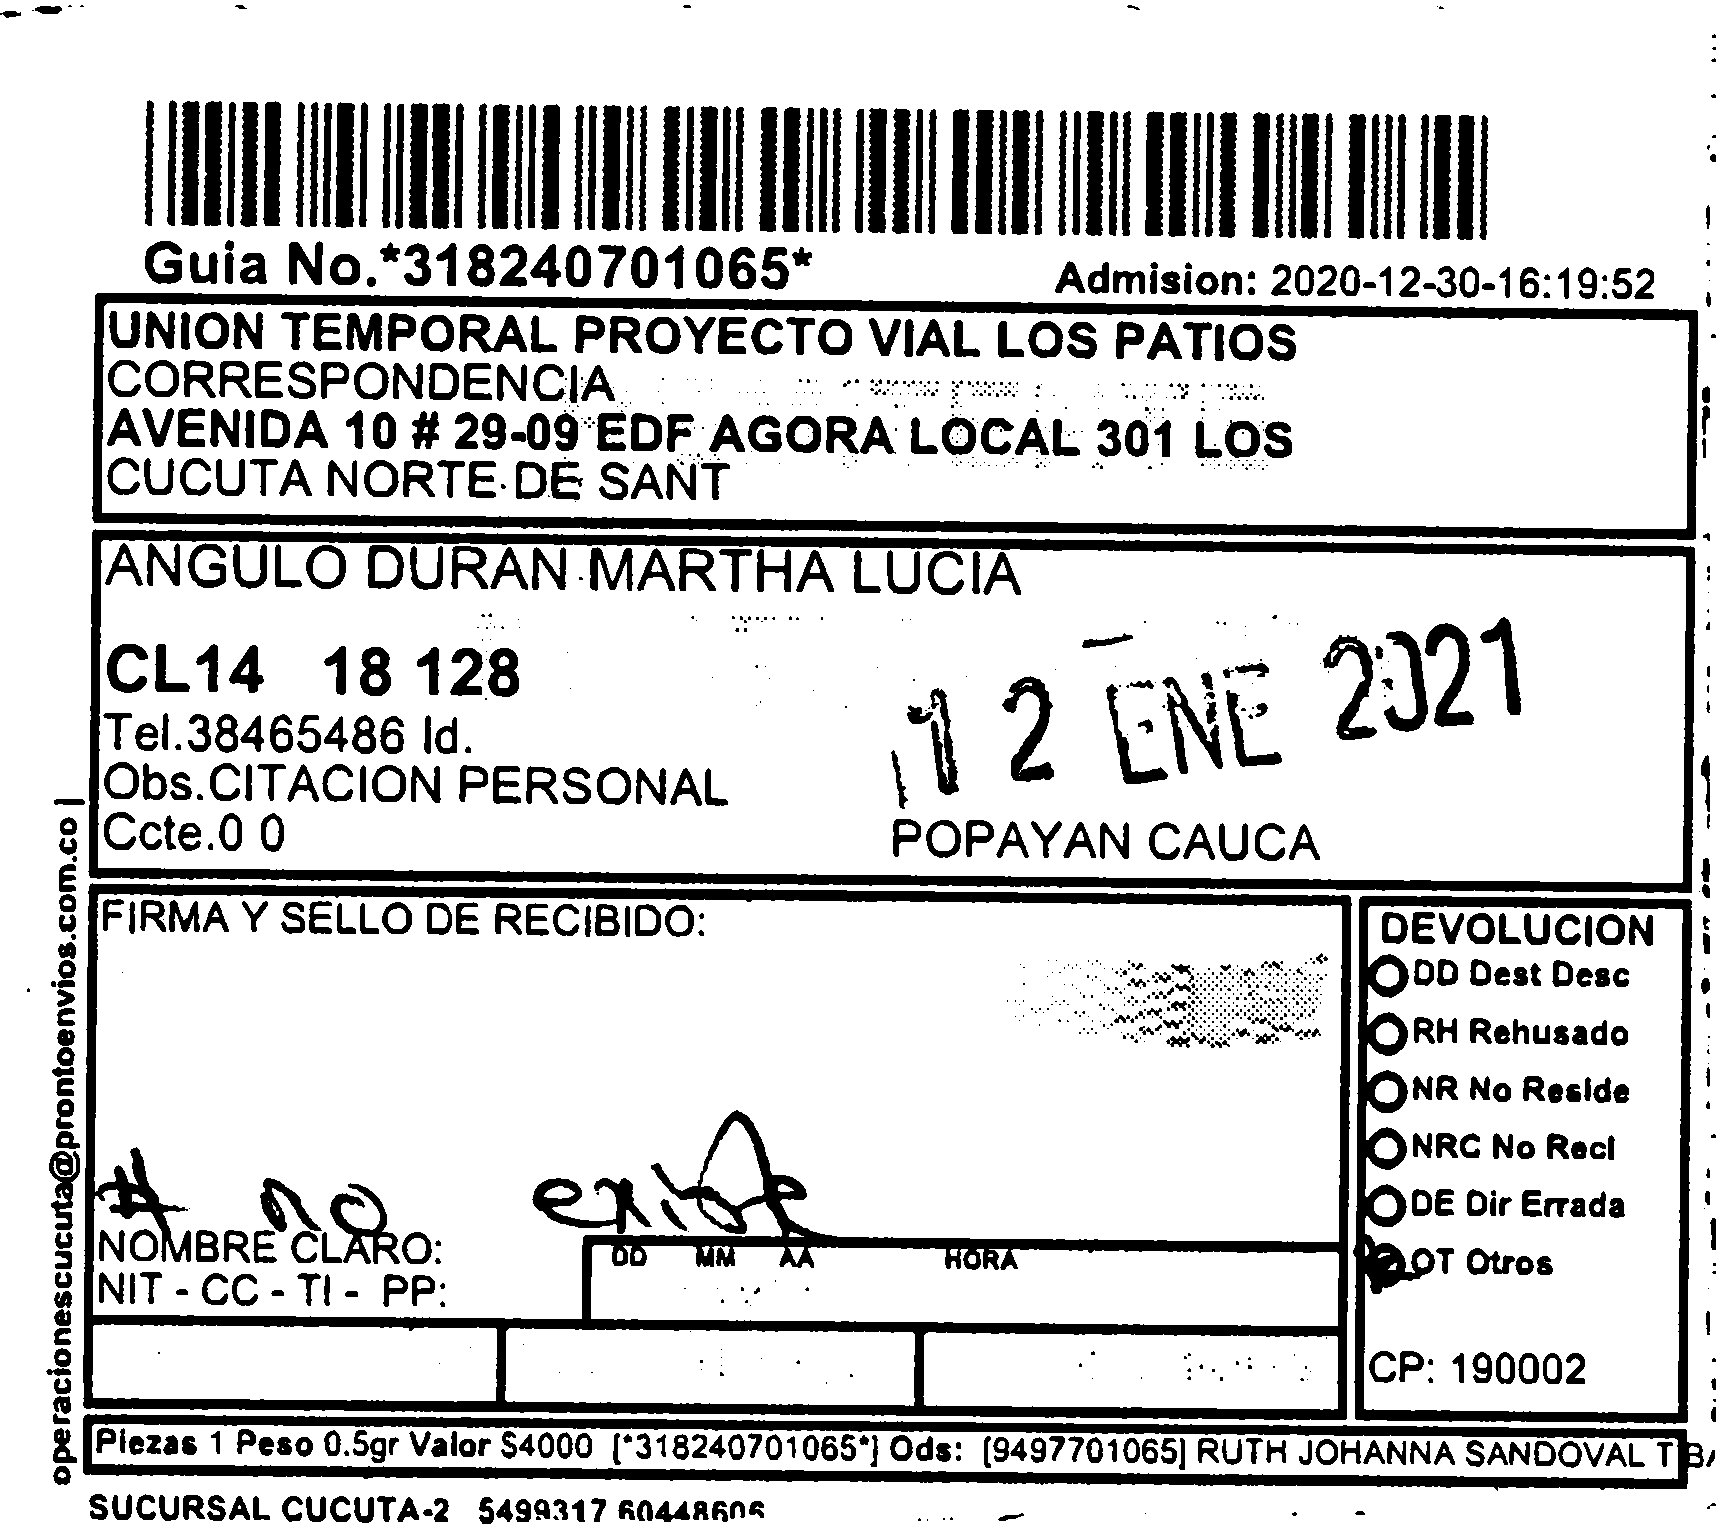 Guia No.*318240701065*
Admision: 2020-12-30-16:19:52
UNION TEMPORAL PROYECTO VIAL LOS PATIOS
CORRESPONDENCIA
AVENIDA 10 # 29-09 EDF AGORA LOCAL 301 LOS
CUCUTA NORTE DE SANT
ANGULO DURAN MARTHA LUCIA
CL14 18 128
Tel.38465486 Id.
Obs.CITACION PERSONAL
Ccte.0 0
12 ENE 2021
POPAYAN CAUCA
operacionescucuta@prontoenvios.com.co |
FIRMA Y SELLO DE RECIBIDO:
# no existe
NOMBRE CLARO:
NIT - CC - TI - PP:
DD MM AA HORA
DEVOLUCION
DD Dest Desc
RH Rehusado
NR No Reside
NRC No Recl
DE Dir Errada
OT Otros
CP: 190002
Piezas 1 Peso 0.5gr Valor $4000 [*318240701065*] Ods: [9497701065] RUTH JOHANNA SANDOVAL
SUCURSAL CUCUTA-2 5499317 60448606